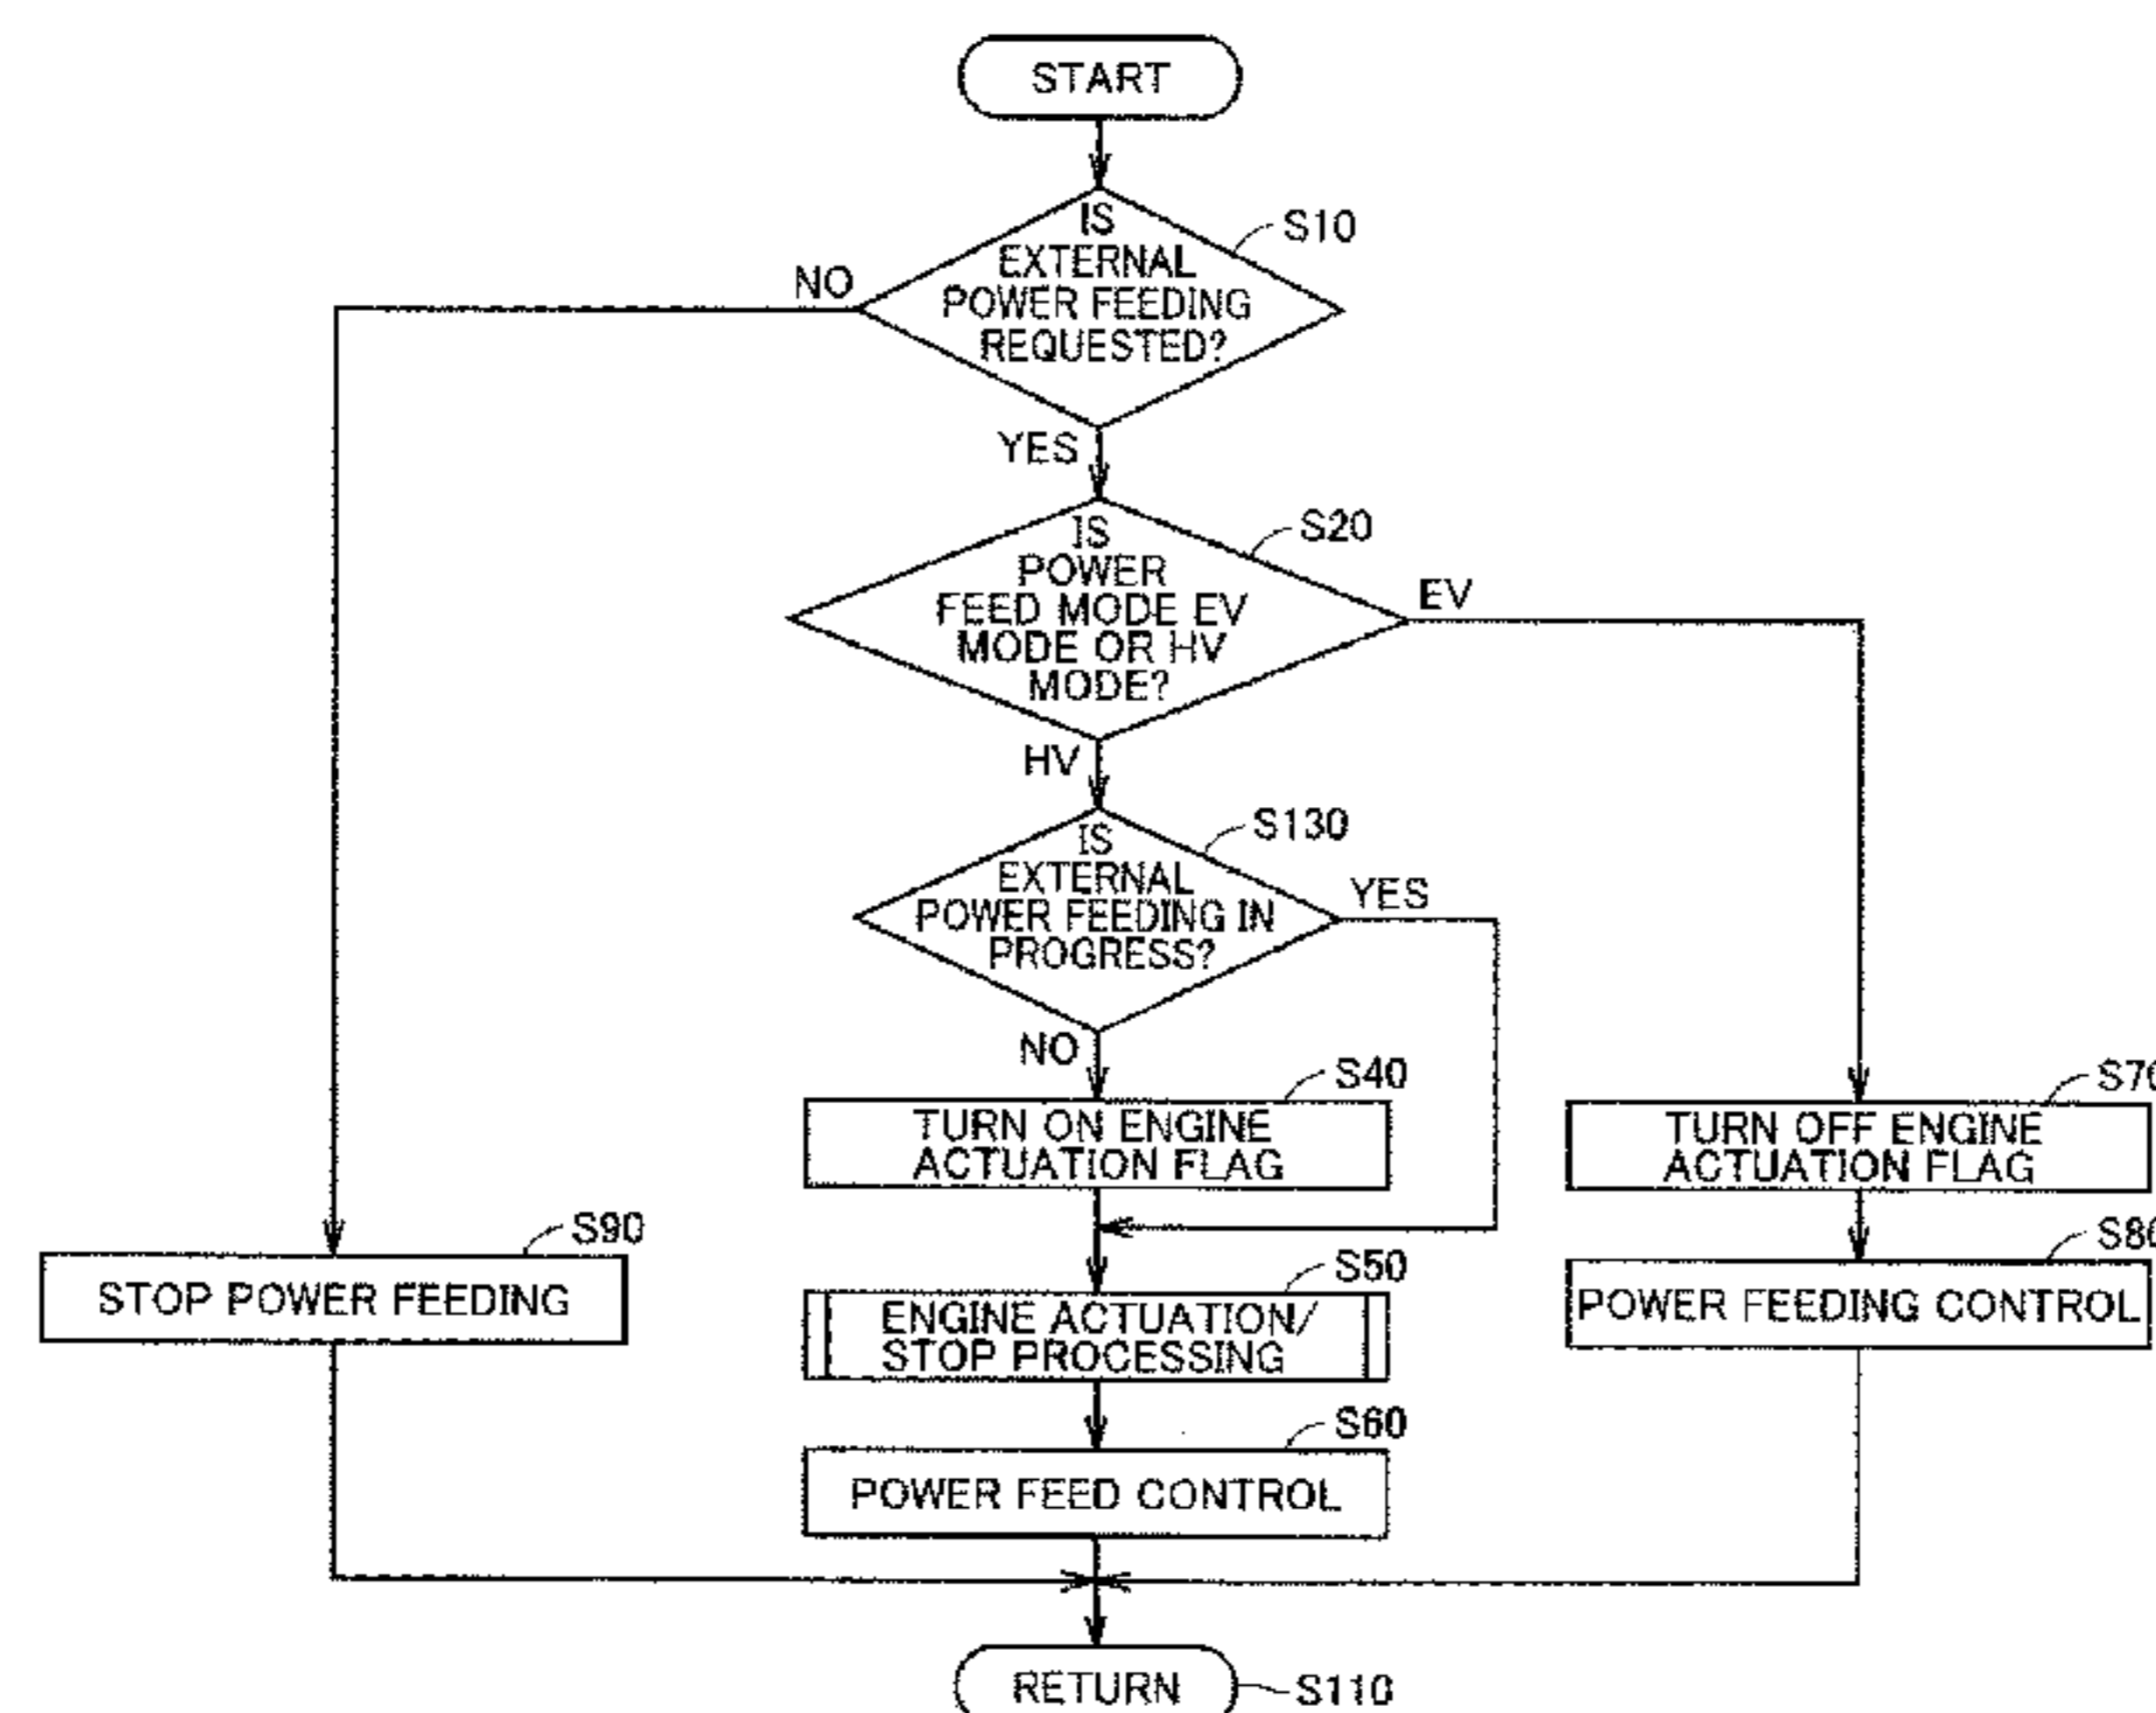 START
IS
EXTERNAL
POWER FEEDING
REQUESTED?
S10
NO
YES
IS
POWER
FEED MODE EV
MODE OR HV
MODE?
S20
EV
HV
IS
EXTERNAL
POWER FEEDING IN
PROGRESS?
S130
YES
NO
S40
TURN ON ENGINE
ACTUATION FLAG
S70
TURN OFF ENGINE
ACTUATION FLAG
S90
STOP POWER FEEDING
S50
ENGINE ACTUATION/
STOP PROCESSING
S80
POWER FEEDING CONTROL
S60
POWER FEED CONTROL
RETURN
S110